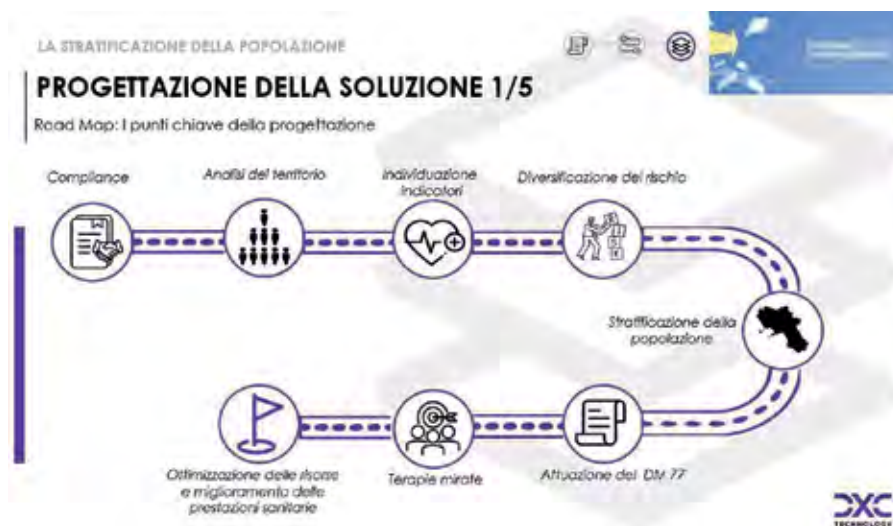 LA STRATIFICAZIONE DELLA POPOLAZIONE
PROGETTAZIONE DELLA SOLUZIONE 1/5
Road Map: I punti chiave della progettazione
Compliance
Analisi del territorio
Individuazione
indicatori
Diversificazione del rischio
Stratificazione della
popolazione
Ottimizzazione delle risorse
e miglioramento delle
prestazioni sanitarie
Terapie mirate
Attuazione del DM 77
DXC
TECHNOLOGY